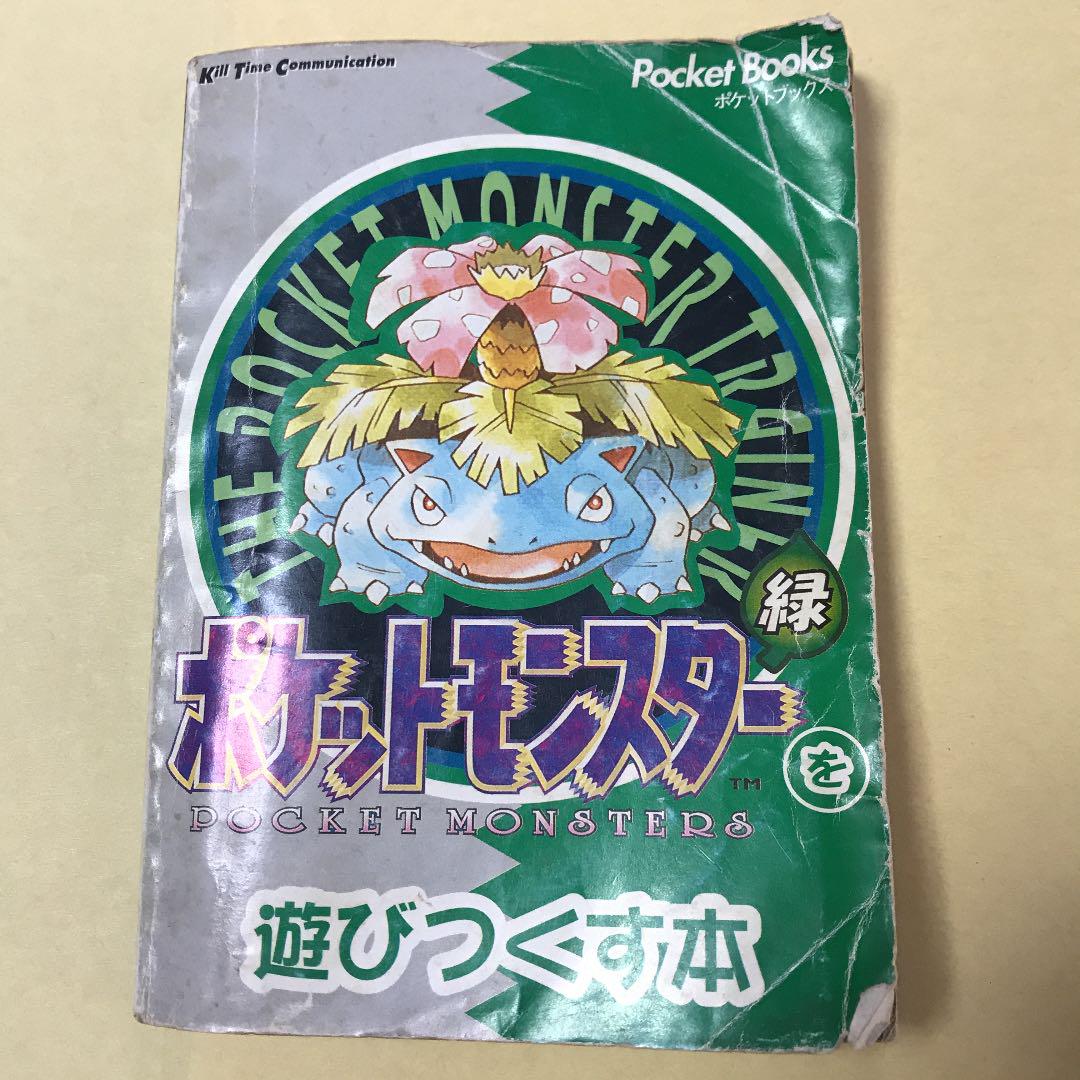 Kill Time Communication
Pocket Books
ポケットブックス
THE POCKET MONSTER TRAINER
緑
ポケットモンスター
を
TM
POCKET MONSTERS
遊びつくす本